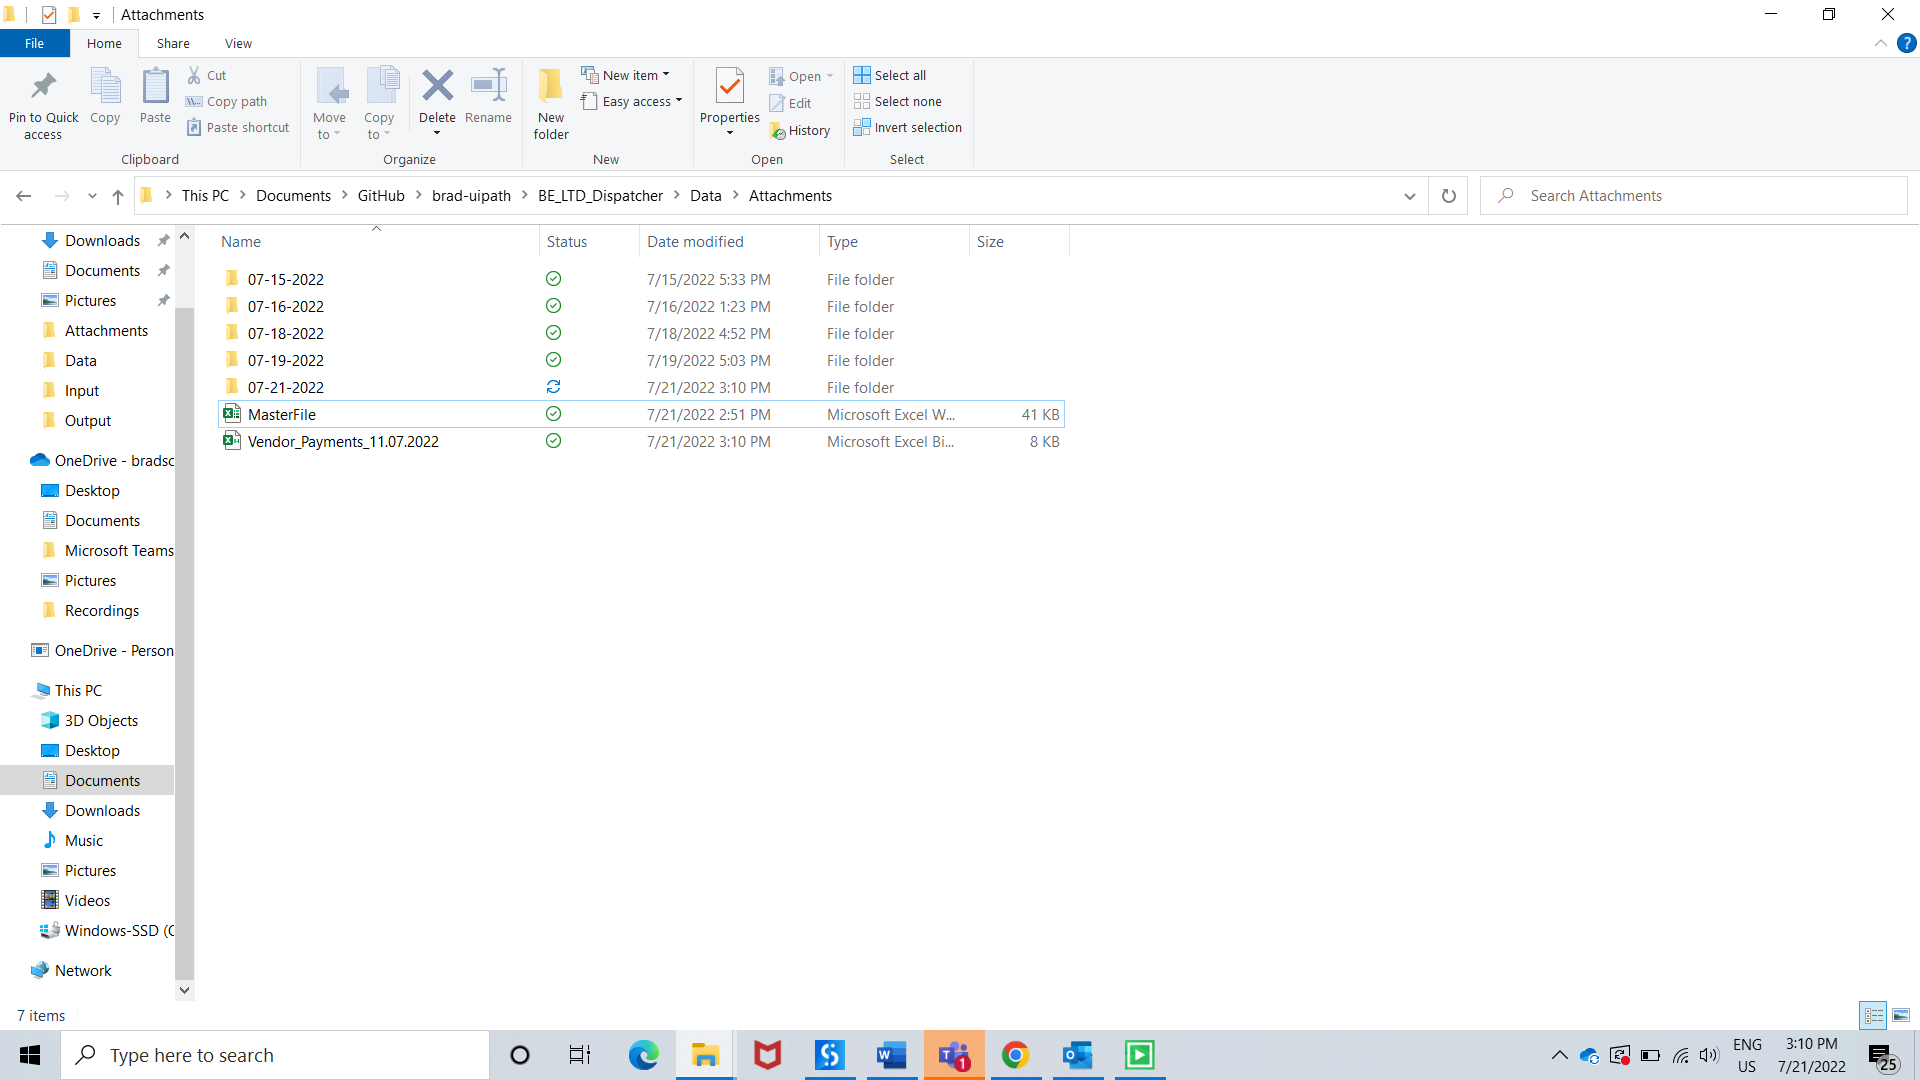 Attachments
File Home Share View
Pin to Quick access
Copy
Paste
Cut
Copy path
Paste shortcut
Clipboard
Move to
Copy to
Delete
Rename
Organize
New folder
New item
Easy access
New
Properties
Open
Edit
History
Open
Select all
Select none
Invert selection
Select
This PC Documents GitHub brad-uipath BE_LTD_Dispatcher Data Attachments
Search Attachments
Downloads
Documents
Pictures
Attachments
Data
Input
Output
OneDrive - bradsc
Desktop
Documents
Microsoft Teams
Pictures
Recordings
OneDrive - Person
This PC
3D Objects
Desktop
Documents
Downloads
Music
Pictures
Videos
Windows-SSD (C
Network
Name Status Date modified Type Size
07-15-2022 7/15/2022 5:33 PM File folder
07-16-2022 7/16/2022 1:23 PM File folder
07-18-2022 7/18/2022 4:52 PM File folder
07-19-2022 7/19/2022 5:03 PM File folder
07-21-2022 7/21/2022 3:10 PM File folder
MasterFile 7/21/2022 2:51 PM Microsoft Excel W... 41 KB
Vendor_Payments_11.07.2022 7/21/2022 3:10 PM Microsoft Excel Bi... 8 KB
7 items
Type here to search
1
ENG
US
3:10 PM
7/21/2022
25